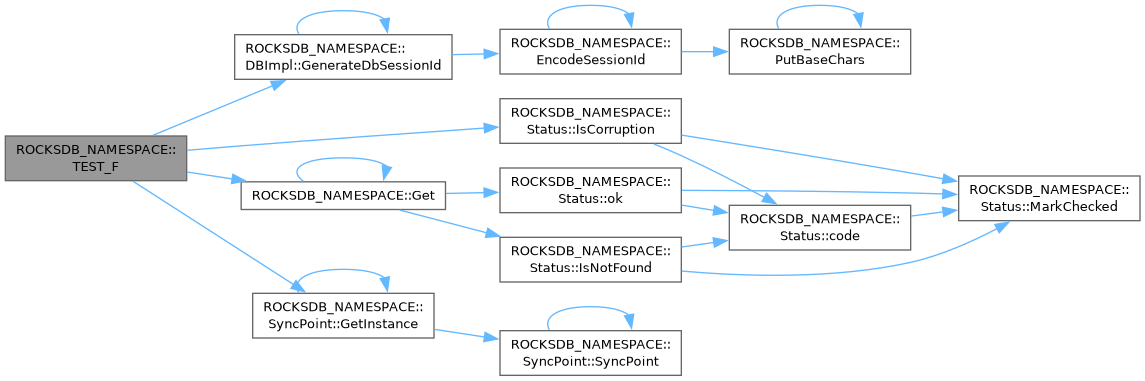 ROCKSDB_NAMESPACE::
TEST_F
ROCKSDB_NAMESPACE::
DBImpl::GenerateDbSessionId
ROCKSDB_NAMESPACE::
EncodeSessionId
ROCKSDB_NAMESPACE::
PutBaseChars
ROCKSDB_NAMESPACE::
Status::IsCorruption
ROCKSDB_NAMESPACE::Get
ROCKSDB_NAMESPACE::
Status::ok
ROCKSDB_NAMESPACE::
Status::IsNotFound
ROCKSDB_NAMESPACE::
Status::code
ROCKSDB_NAMESPACE::
Status::MarkChecked
ROCKSDB_NAMESPACE::
SyncPoint::GetInstance
ROCKSDB_NAMESPACE::
SyncPoint::SyncPoint